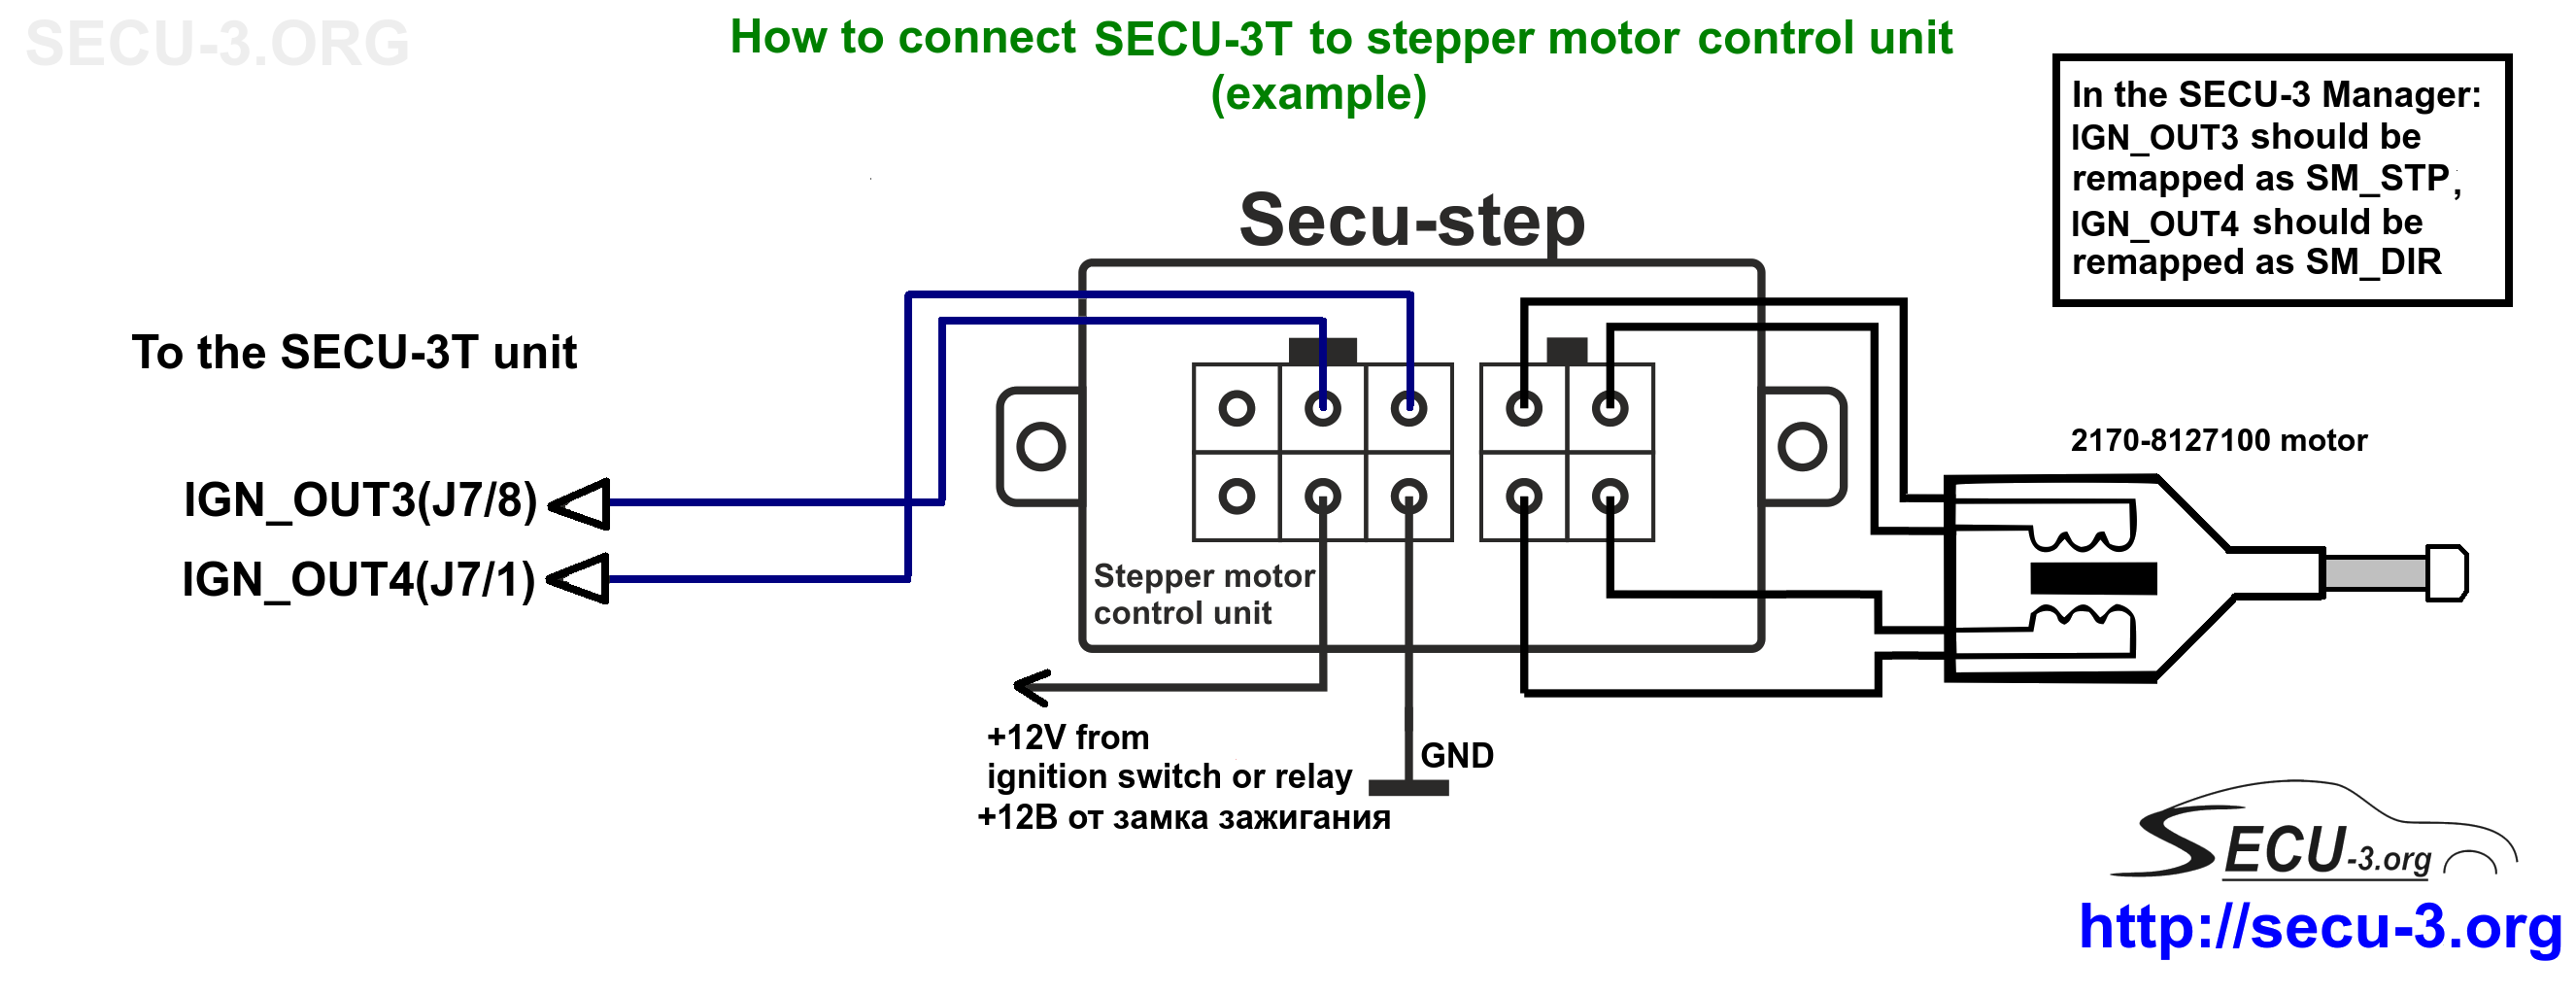 SECU-3.ORG
How to connect SECU-3T to stepper motor control unit
(example)
In the SECU-3 Manager:
IGN_OUT3 should be
remapped as SM_STP,
IGN_OUT4 should be
remapped as SM_DIR
Secu-step
To the SECU-3T unit
2170-8127100 motor
IGN_OUT3(J7/8)
IGN_OUT4(J7/1)
Stepper motor
control unit
+12V from
ignition switch or relay
+12В от замка зажигания
GND
SECU-3.org
http://secu-3.org